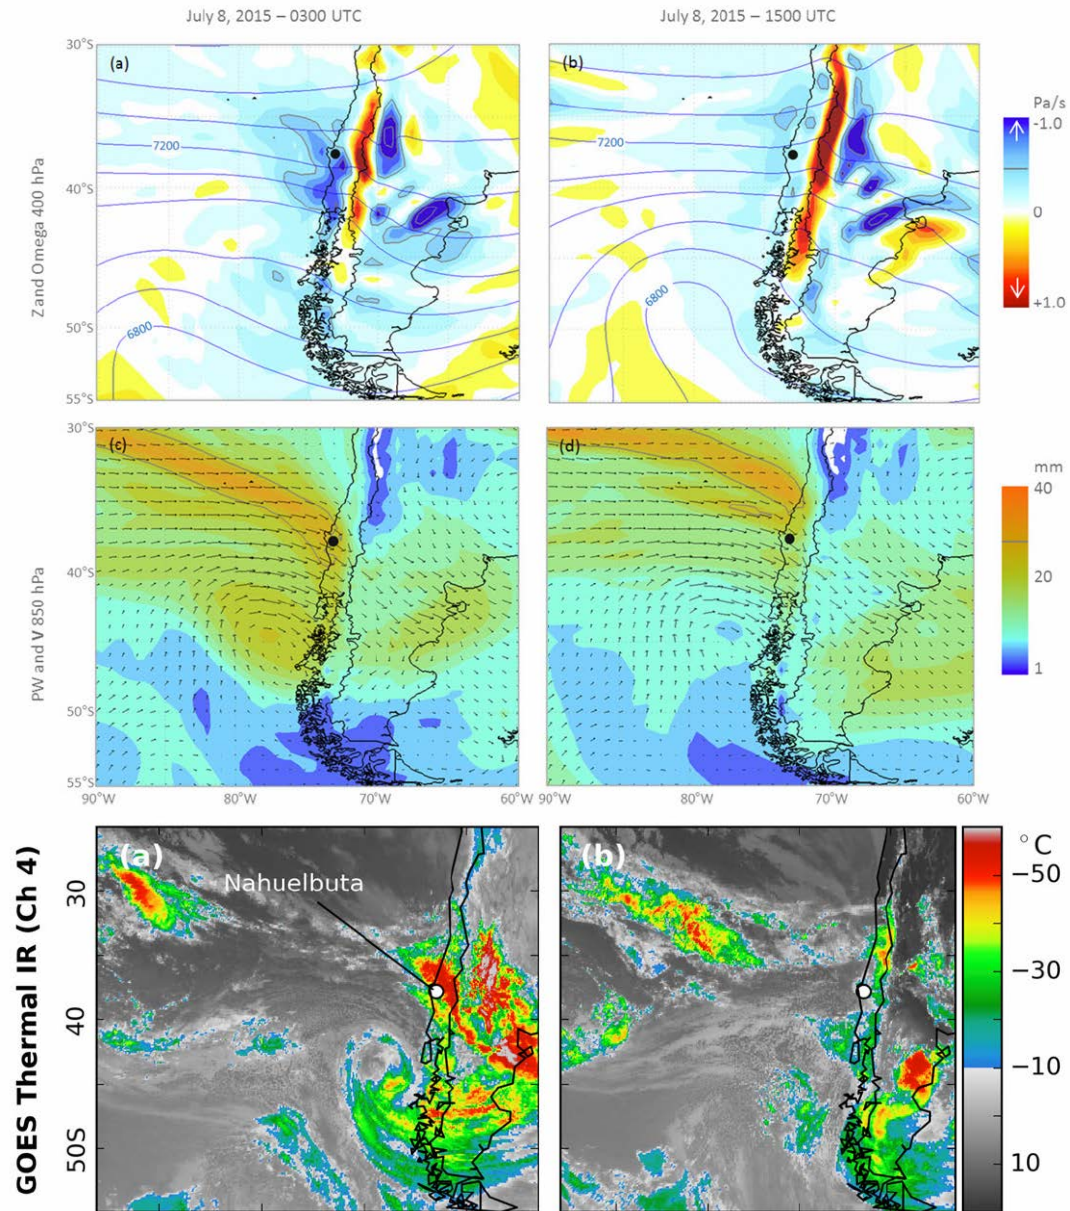 July 8, 2015 – 0300 UTC
July 8, 2015 – 1500 UTC
Zand Omega 400 hPa
30°S
40°S
50°S
55°S
(a)
7200
6800
(b)
7200
6800
Pa/s
-1.0
0
+1.0
PW and V 850 hPa
30°S
40°S
50°S
55°S
(c)
(d)
mm
40
20
1
90°W
80°W
70°W
60°W
90°W
80°W
70°W
60°W
GOES Thermal IR (Ch 4)
30
40
50S
(a)
Nahuelbuta
(b)
°C
−50
−30
−10
10